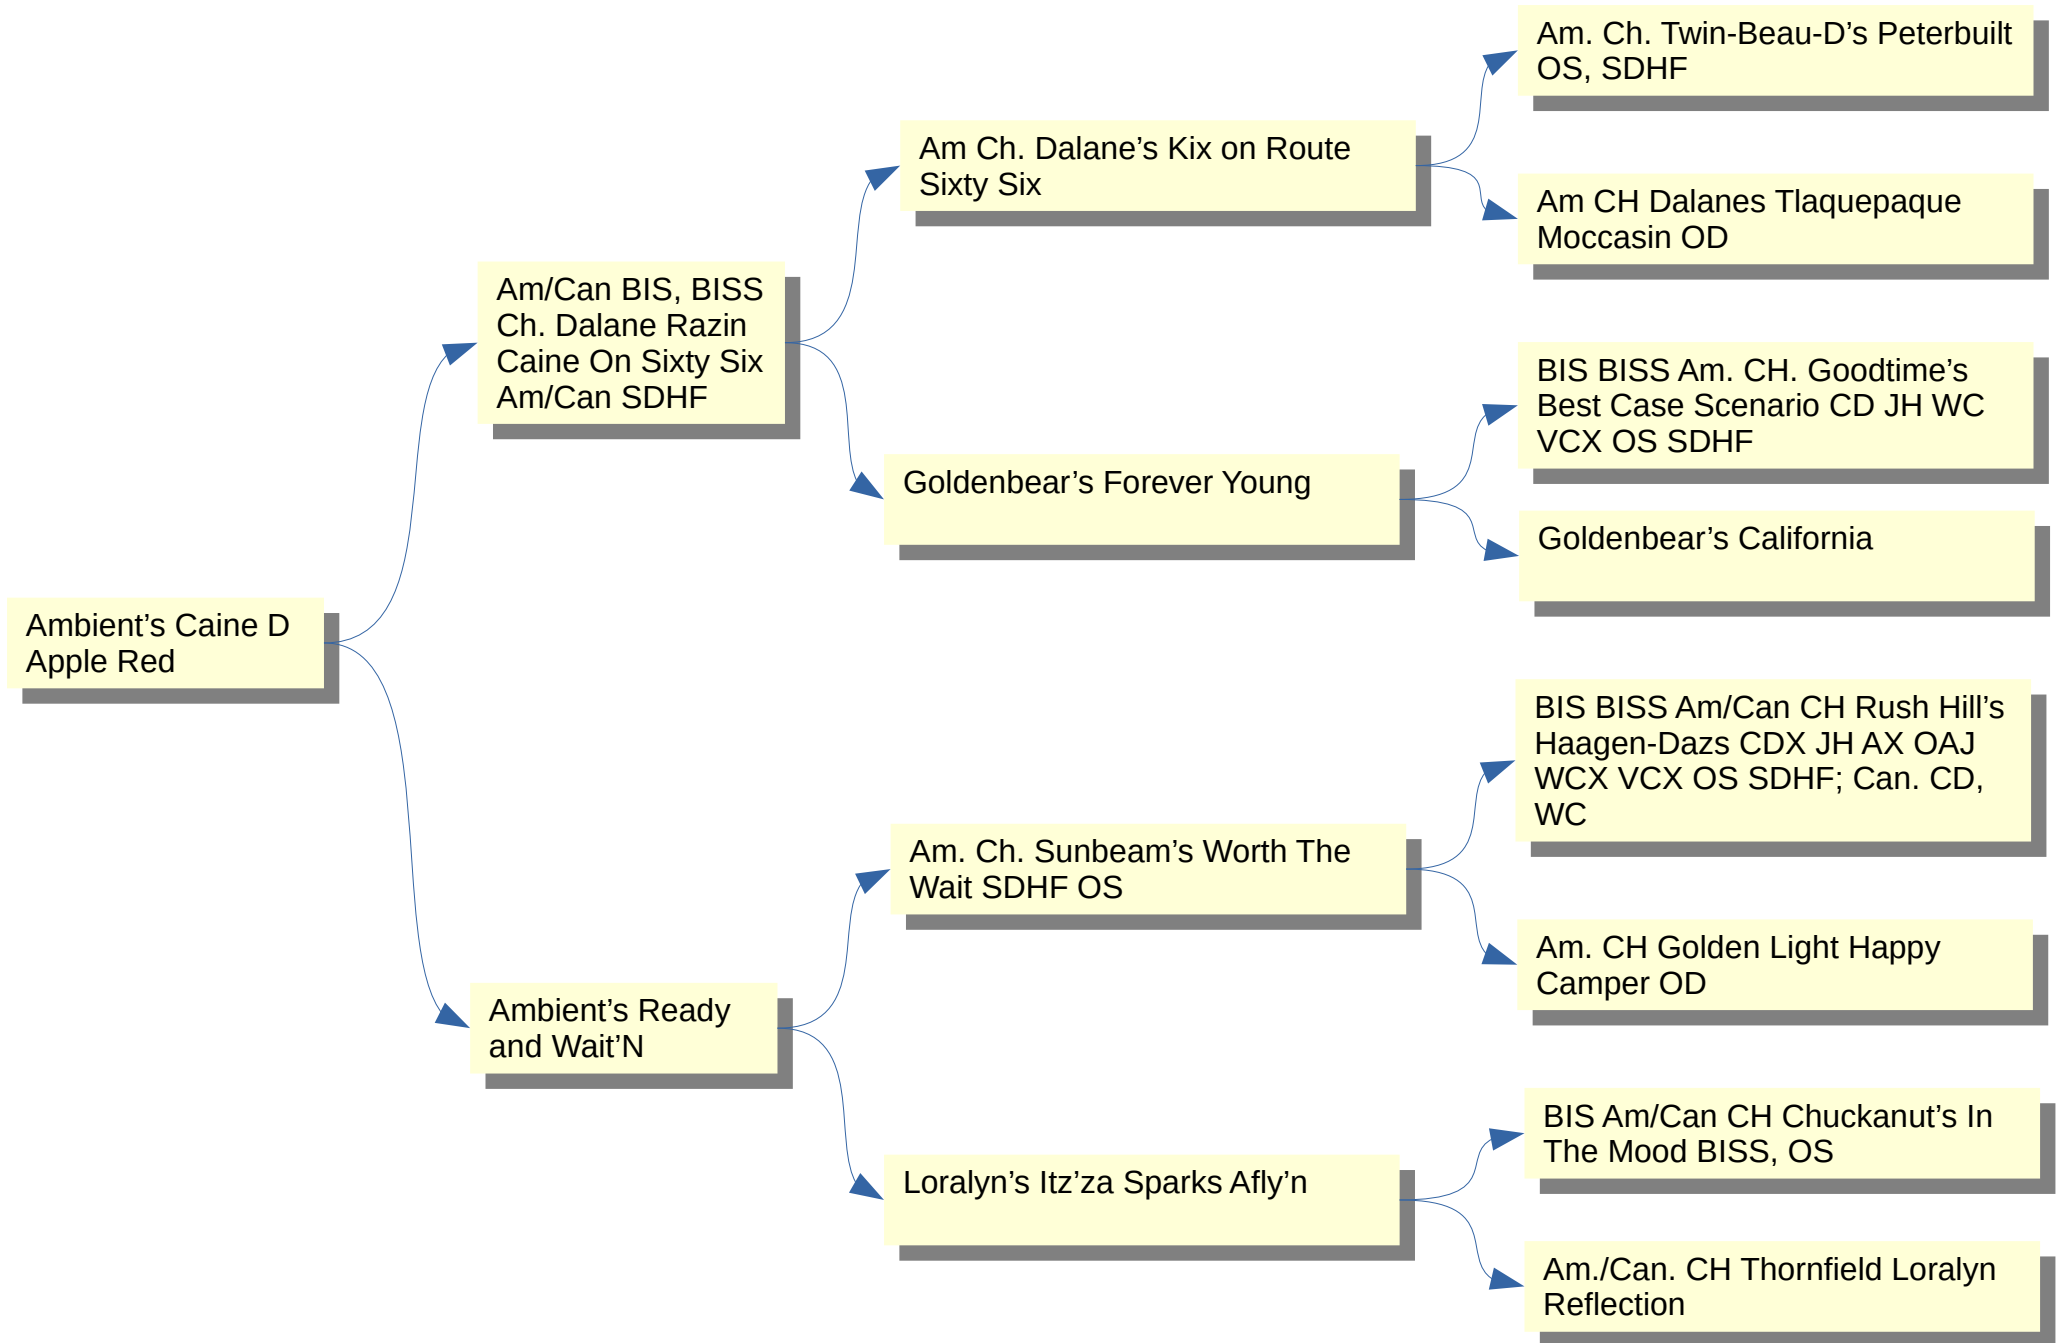 Am. Ch. Twin-Beau-D’s Peterbuilt
OS, SDHF
Am Ch. Dalane’s Kix on Route
Sixty Six
Am CH Dalanes Tlaquepaque
Moccasin OD
Am/Can BIS, BISS
Ch. Dalane Razin
Caine On Sixty Six
Am/Can SDHF
BIS BISS Am. CH. Goodtime’s
Best Case Scenario CD JH WC
VCX OS SDHF
Goldenbear’s Forever Young
Goldenbear’s California
Ambient’s Caine D
Apple Red
BIS BISS Am/Can CH Rush Hill’s
Haagen-Dazs CDX JH AX OAJ
WCX VCX OS SDHF; Can. CD,
WC
Am. Ch. Sunbeam’s Worth The
Wait SDHF OS
Am. CH Golden Light Happy
Camper OD
Ambient’s Ready
and Wait’N
BIS Am/Can CH Chuckanut’s In
The Mood BISS, OS
Loralyn’s Itz’za Sparks Afly’n
Am./Can. CH Thornfield Loralyn
Reflection